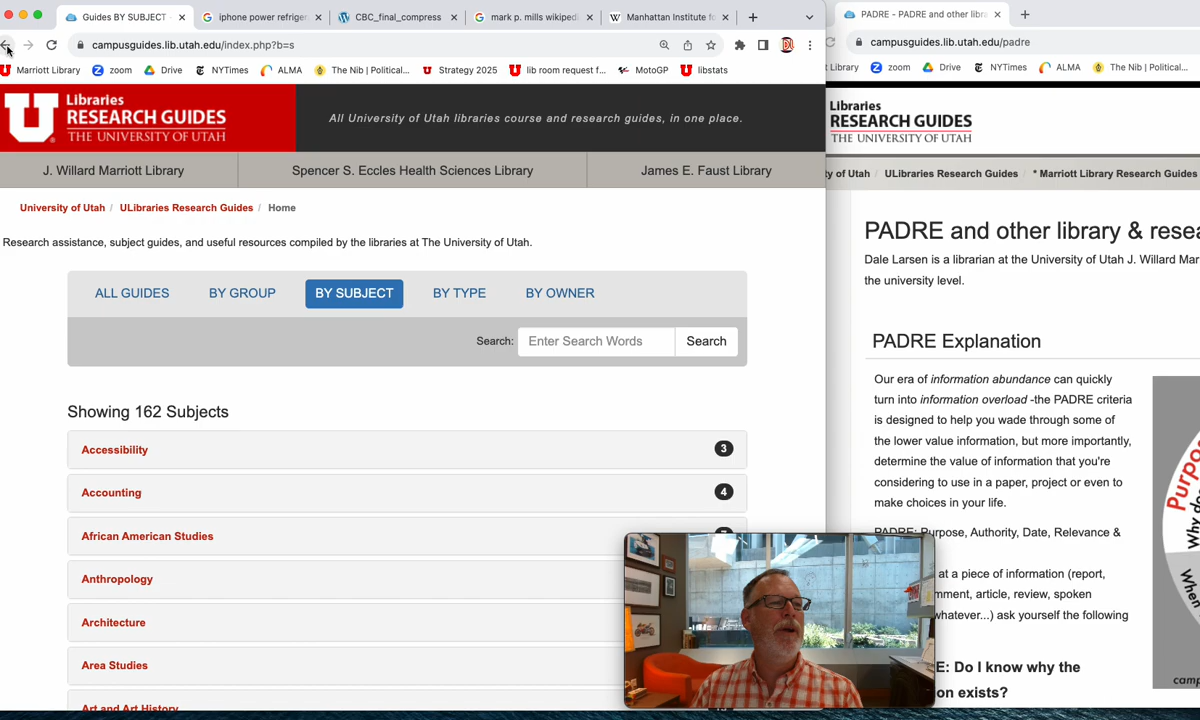 Guides BY SUBJECT -
iphone power refriger
CBC_final_compress
mark p. mills wikiped
Manhattan Institute fo
campusguides.lib.utah.edu/index.php?b=s
Marriott Library
zoom
Drive
NYTimes
ALMA
The Nib | Political...
Strategy 2025
lib room request f...
MotoGP
libstats
Libraries
RESEARCH GUIDES
THE UNIVERSITY OF UTAH
All University of Utah libraries course and research guides, in one place.
J. Willard Marriott Library
Spencer S. Eccles Health Sciences Library
James E. Faust Library
University of Utah / ULibraries Research Guides / Home
Research assistance, subject guides, and useful resources compiled by the libraries at The University of Utah.
ALL GUIDES
BY GROUP
BY SUBJECT
BY TYPE
BY OWNER
Search:
Enter Search Words
Search
Showing 162 Subjects
Accessibility
3
Accounting
4
African American Studies
Anthropology
Architecture
Area Studies
Art and Art History
PADRE - PADRE and other libra
campusguides.lib.utah.edu/padre
Library
zoom
Drive
NYTimes
ALMA
The Nib | Political...
Libraries
RESEARCH GUIDES
THE UNIVERSITY OF UTAH
ty of Utah / ULibraries Research Guides / * Marriott Library Research Guides
PADRE and other library & resea
Dale Larsen is a librarian at the University of Utah J. Willard Mar
the university level.
PADRE Explanation
Our era of information abundance can quickly
turn into information overload -the PADRE criteria
is designed to help you wade through some of
the lower value information, but more importantly,
determine the value of information that you're
considering to use in a paper, project or even to
make choices in your life.
PADRE: Purpose, Authority, Date, Relevance &
at a piece of information (report,
mment, article, review, spoken
whatever...) ask yourself the following
E: Do I know why the
on exists?
Purpos
Why do
When
camp